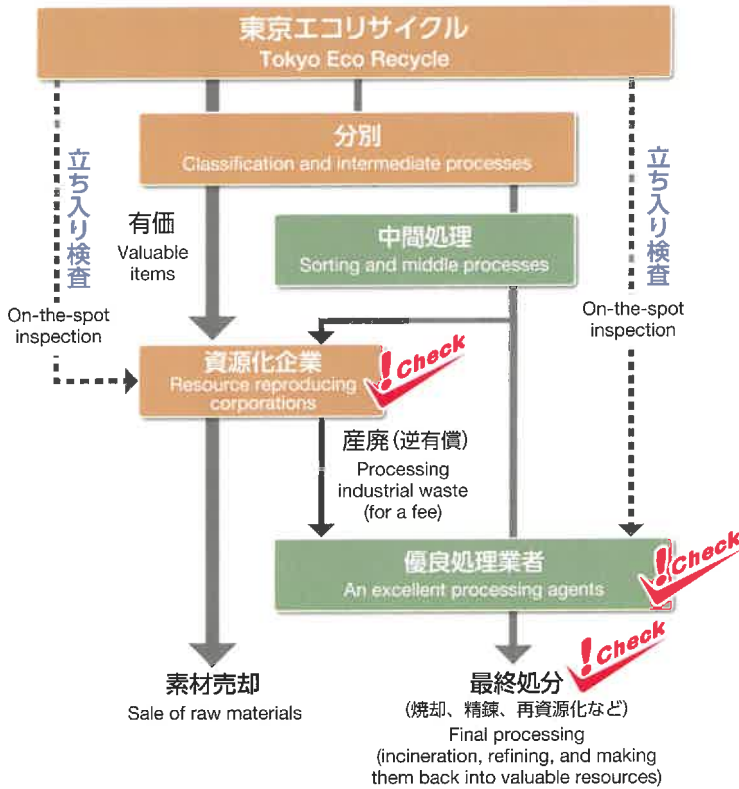 東京エコリサイクル
Tokyo Eco Recycle
分別
Classification and intermediate processes
立ち入り検査
On-the-spot
inspection
有価
Valuable
items
中間処理
Sorting and middle processes
立ち入り検査
On-the-spot
inspection
資源化企業
Resource reproducing
corporations
!Check
産廃(逆有償)
Processing
industrial waste
(for a fee)
優良処理業者
An excellent processing agents
!Check
素材売却
Sale of raw materials
!Check
最終処分
(焼却、精錬、再資源化など)
Final processing
(incineration, refining, and making
them back into valuable resources)